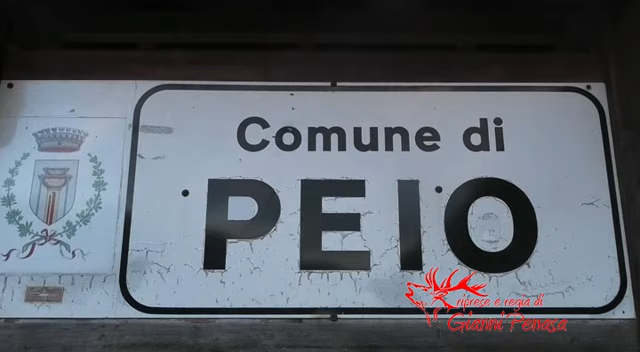 Comune di
PEIO
riprese e regia di
Gianni Penasa